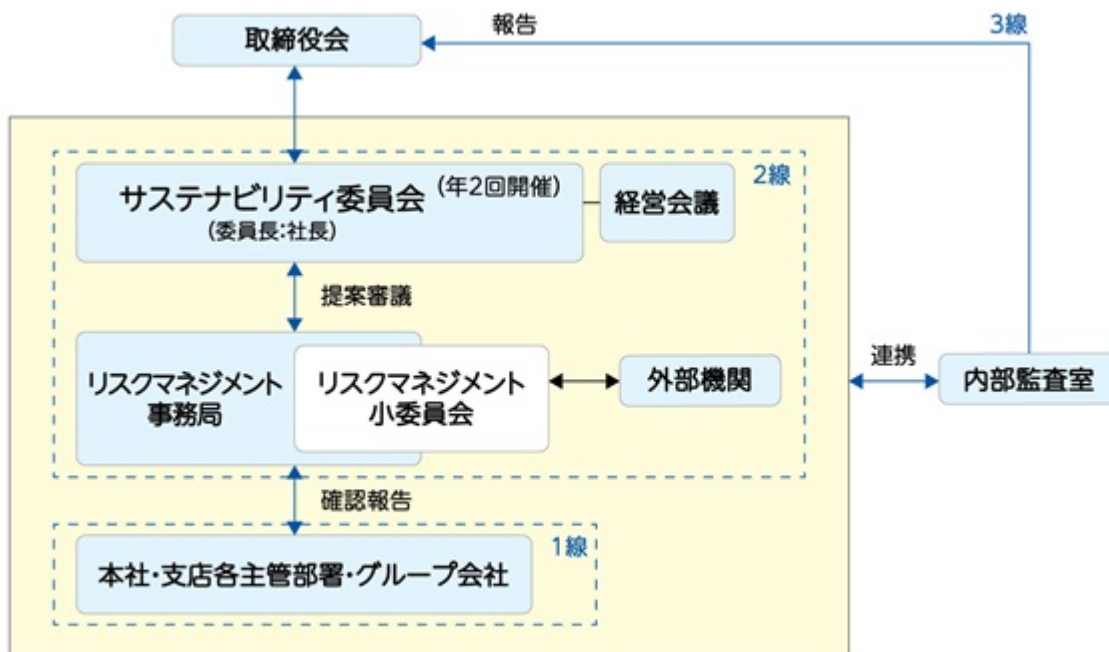 取締役会
報告
3線
2線
サステナビリティ委員会 (年2回開催)
(委員長:社長)
経営会議
提案審議
リスクマネジメント
事務局
リスクマネジメント
小委員会
外部機関
連携
内部監査室
確認報告
1線
本社・支店各主管部署・グループ会社